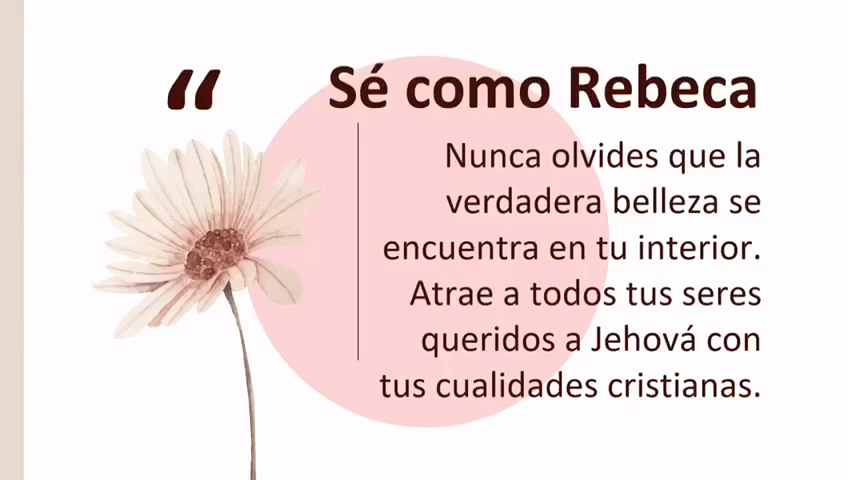 “
Sé como Rebeca
Nunca olvides que la
verdadera belleza se
encuentra en tu interior.
Atrae a todos tus seres
queridos a Jehová con
tus cualidades cristianas.